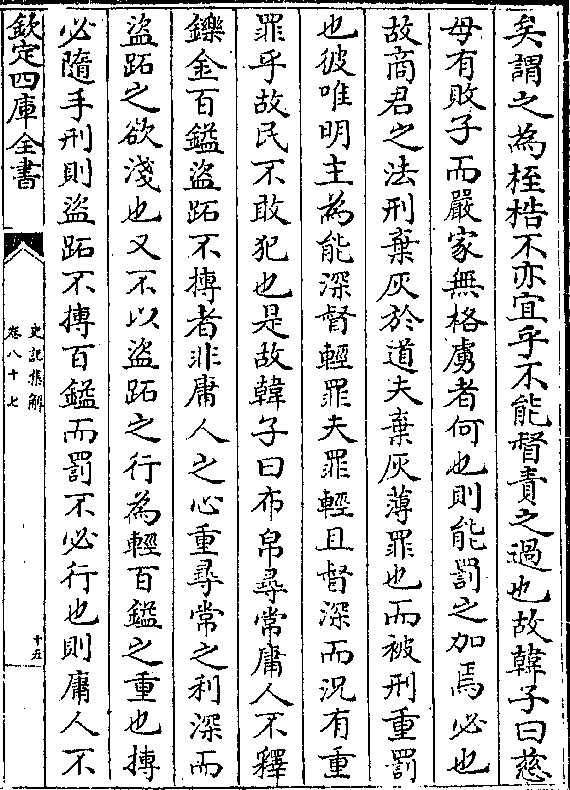 矣謂之為桎梏不亦宜乎不能督責之過也故韓子曰慈
母有敗子而嚴家無格虜者何也則能罰之加焉必也
故商君之法刑棄灰於道夫棄灰薄罪也而被刑重罰
也彼唯明主為能深督輕罪夫罪輕且督深而況有重
罪乎故民不敢犯也是故韓子曰布帛尋常庸人不釋
鑠金百鎰盜跖不搏者非庸人之心重尋常之利深而
盜跖之欲淺也又不以盜跖之行為輕百鎰之重也搏
必隨手刑則盜跖不搏百鎰而罰不必行也則庸人不
欽定四庫全書
史記集解
卷八十七
十五